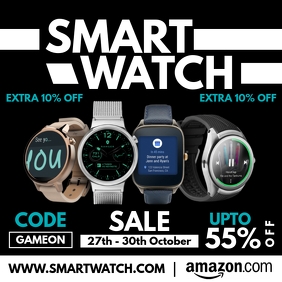 SMART
WATCH
EXTRA 10% OFF
EXTRA 10% OFF
YOU
CODE
GAMEON
SALE
27th - 30th October
UPTO
55% OFF
WWW.SMARTWATCH.COM | amazon.com